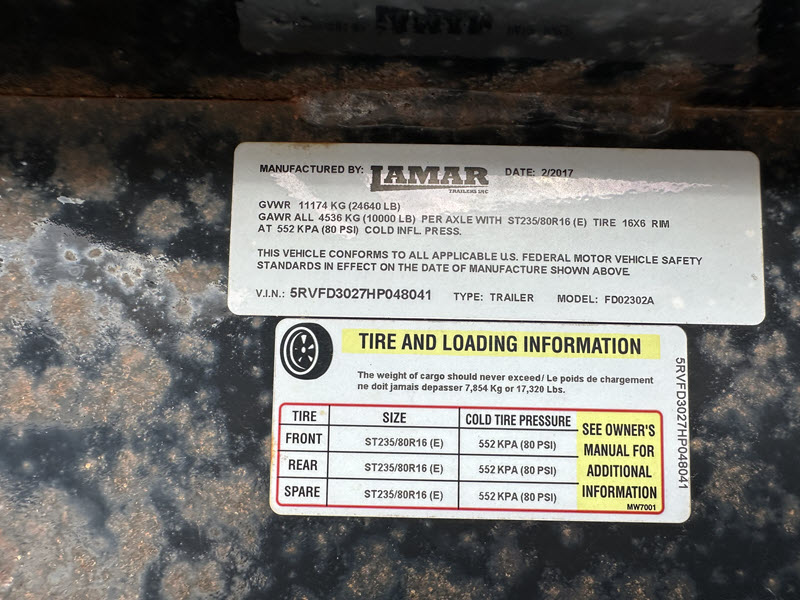 MANUFACTURED BY: LAMAR TRAILERS INC DATE: 2/2017
GVWR 11174 KG (24640 LB)
GAWR ALL 4536 KG (10000 LB) PER AXLE WITH ST235/80R16 (E) TIRE 16X6 RIM
AT 552 KPA (80 PSI) COLD INFL. PRESS.
THIS VEHICLE CONFORMS TO ALL APPLICABLE U.S. FEDERAL MOTOR VEHICLE SAFETY
STANDARDS IN EFFECT ON THE DATE OF MANUFACTURE SHOWN ABOVE.
V.I.N.: 5RVFD3027HP048041 TYPE: TRAILER MODEL: FD02302A
TIRE AND LOADING INFORMATION
The weight of cargo should never exceed/ Le poids de chargement
ne doit jamais depasser 7,854 Kg or 17,320 Lbs.
TIRE SIZE COLD TIRE PRESSURE
FRONT ST235/80R16 (E) 552 KPA (80 PSI)
REAR ST235/80R16 (E) 552 KPA (80 PSI)
SPARE ST235/80R16 (E) 552 KPA (80 PSI)
SEE OWNER'S
MANUAL FOR
ADDITIONAL
INFORMATION
MW7001
5RVFD3027HP048041